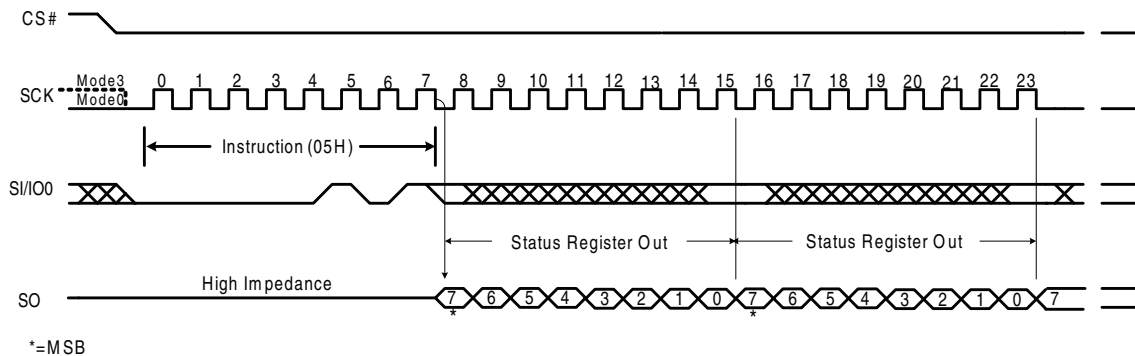 CS#
Mode3
SCK Mode0
0 1 2 3 4 5 6 7 8 9 10 11 12 13 14 15 16 17 18 19 20 21 22 23
Instruction (05H)
SI/IO0
Status Register Out Status Register Out
High Impedance
SO
7 6 5 4 3 2 1 0 7 6 5 4 3 2 1 0 7
* *
*=MSB